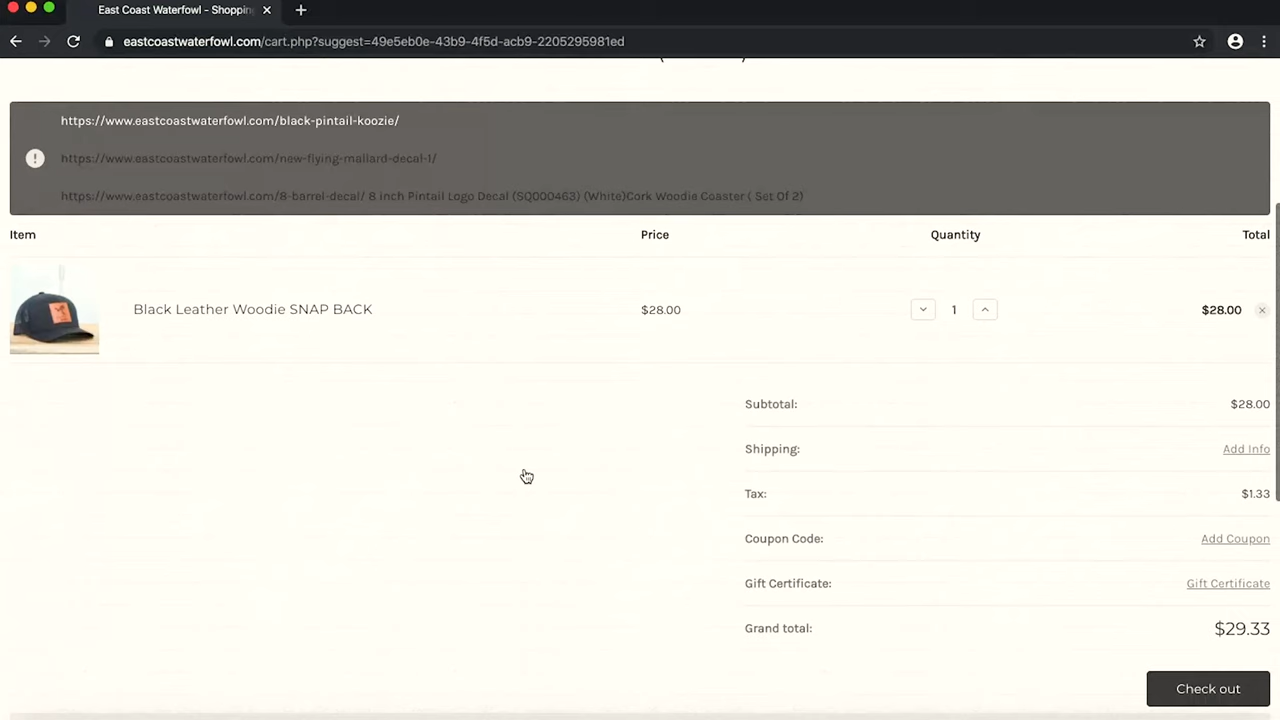 East Coast Waterfowl - Shoppin
eastcoastwaterfowl.com/cart.php?suggest=49e5eb0e-43b9-4f5d-acb9-2205295981ed
https://www.eastcoastwaterfowl.com/black-pintail-koozie/
https://www.eastcoastwaterfowl.com/new-flying-mallard-decal-1/
https://www.eastcoastwaterfowl.com/8-barrel-decal/ 8 inch Pintail Logo Decal (SQ000463) (White)Cork Woodie Coaster ( Set Of 2)
Item Price Quantity Total
Black Leather Woodie SNAP BACK $28.00 1 $28.00
Subtotal: $28.00
Shipping: Add Info
Tax: $1.33
Coupon Code: Add Coupon
Gift Certificate: Gift Certificate
Grand total: $29.33
Check out